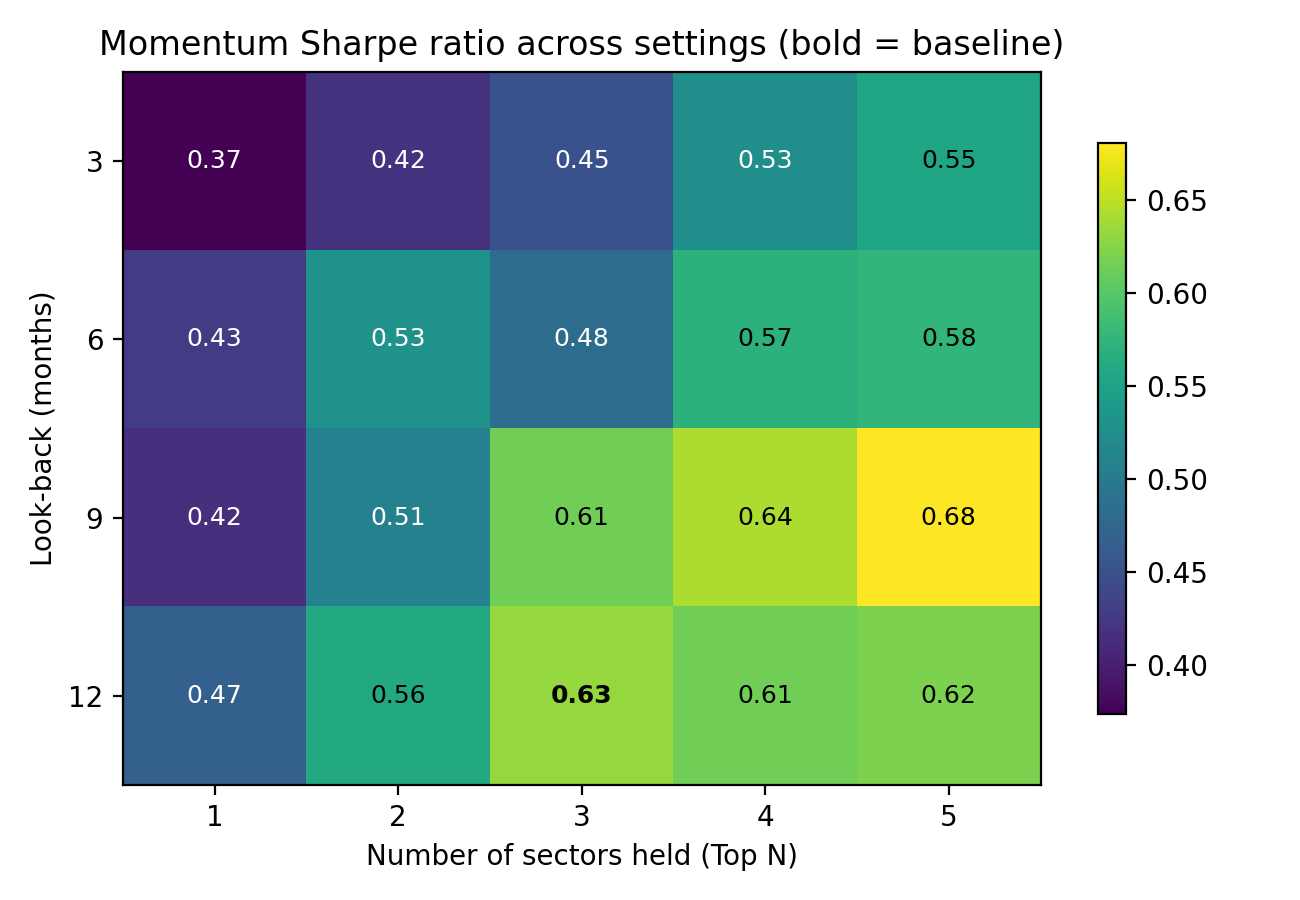 Momentum Sharpe ratio across settings (bold = baseline)
3 0.37 0.42 0.45 0.53 0.55
6 0.43 0.53 0.48 0.57 0.58
9 0.42 0.51 0.61 0.64 0.68
12 0.47 0.56 0.63 0.61 0.62
1 2 3 4 5
Number of sectors held (Top N)
Look-back (months)
0.65
0.60
0.55
0.50
0.45
0.40